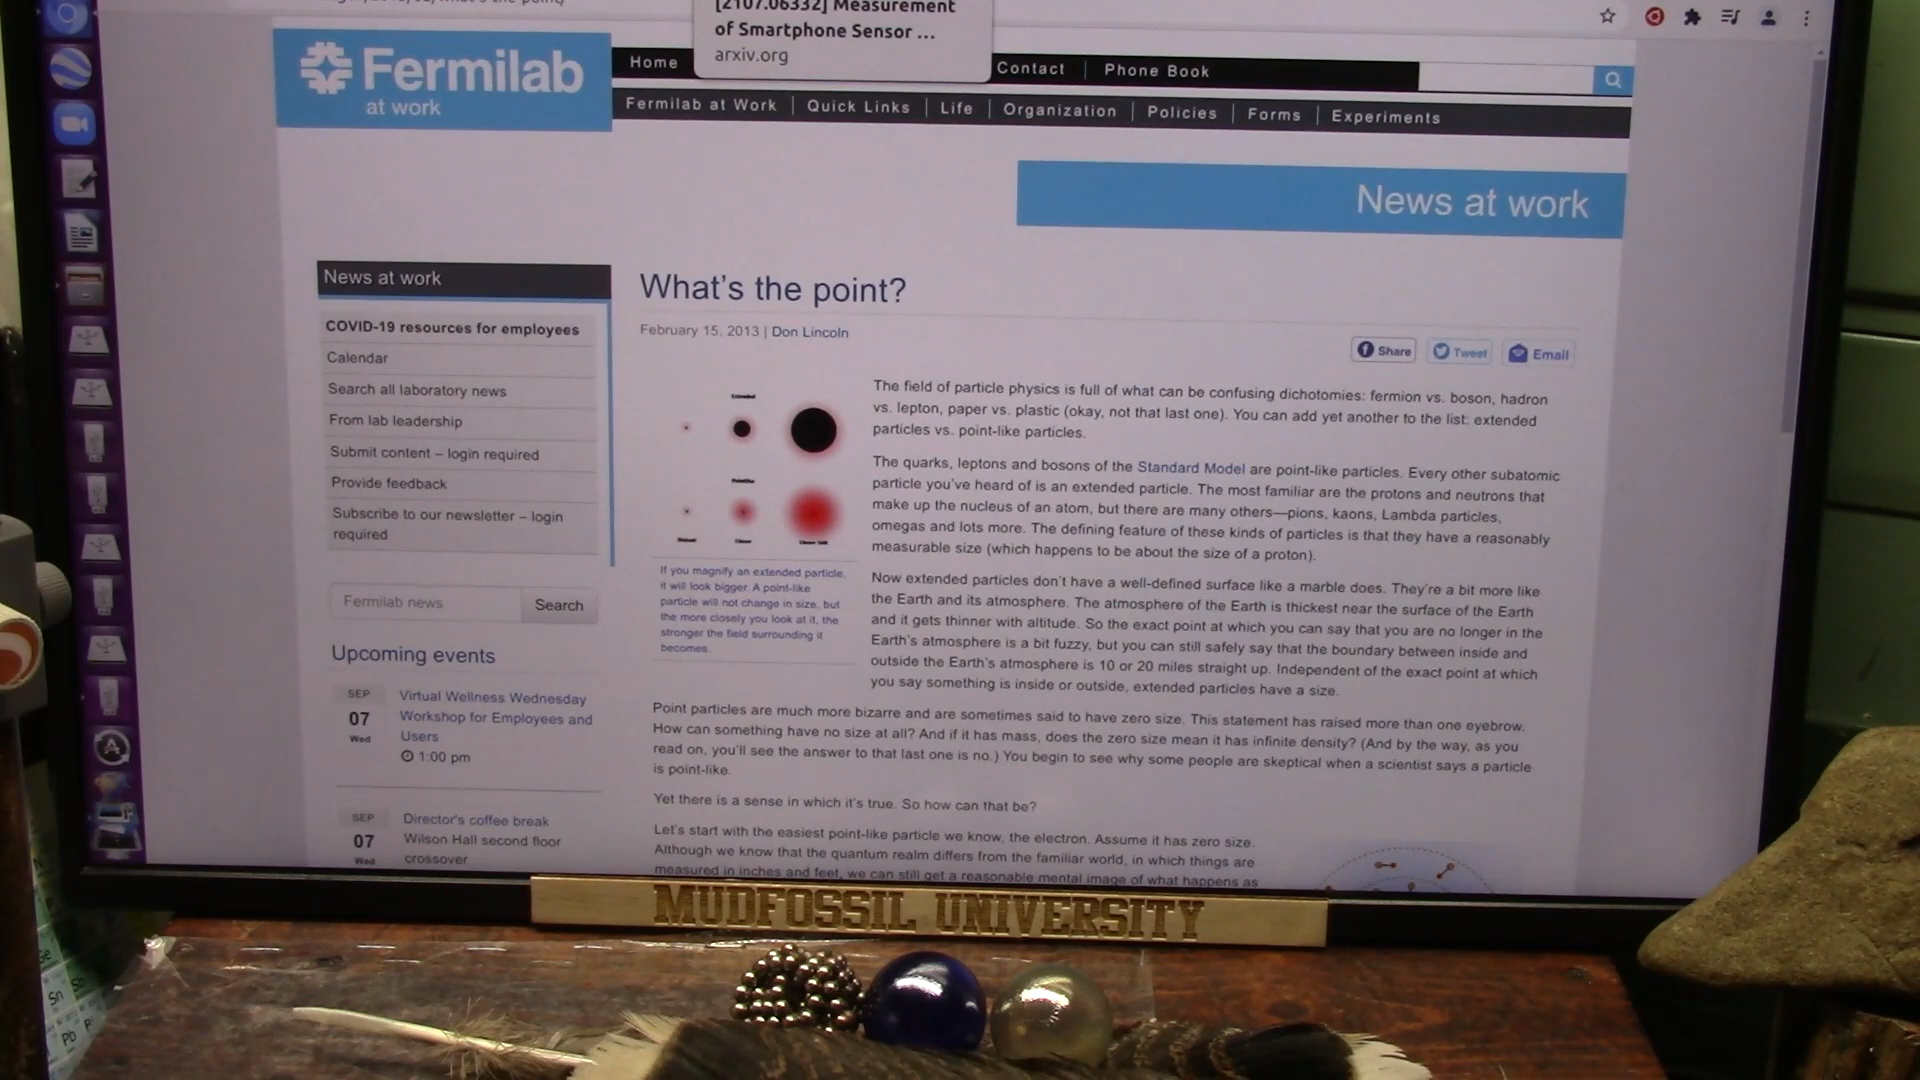 [2107.06332] Measurement
of Smartphone Sensor ...
arxiv.org
Fermilab
at work
Home
Contact
Phone Book
Fermilab at Work
Quick Links
Life
Organization
Policies
Forms
Experiments
News at work
News at work
COVID-19 resources for employees
Calendar
Search all laboratory news
From lab leadership
Submit content – login required
Provide feedback
Subscribe to our newsletter – login
required
Fermilab news
Search
Upcoming events
SEP
07
Wed
Virtual Wellness Wednesday
Workshop for Employees and
Users
1:00 pm
SEP
07
Wed
Director's coffee break
Wilson Hall second floor
crossover
What's the point?
February 15, 2013 | Don Lincoln
Share
Tweet
Email
Extended
Pointlike
Distant
Closer
Closer Still
If you magnify an extended particle,
it will look bigger. A point-like
particle will not change in size, but
the more closely you look at it, the
stronger the field surrounding it
becomes.
The field of particle physics is full of what can be confusing dichotomies: fermion vs. boson, hadron
vs. lepton, paper vs. plastic (okay, not that last one). You can add yet another to the list: extended
particles vs. point-like particles.
The quarks, leptons and bosons of the Standard Model are point-like particles. Every other subatomic
particle you've heard of is an extended particle. The most familiar are the protons and neutrons that
make up the nucleus of an atom, but there are many others—pions, kaons, Lambda particles,
omegas and lots more. The defining feature of these kinds of particles is that they have a reasonably
measurable size (which happens to be about the size of a proton).
Now extended particles don't have a well-defined surface like a marble does. They're a bit more like
the Earth and its atmosphere. The atmosphere of the Earth is thickest near the surface of the Earth
and it gets thinner with altitude. So the exact point at which you can say that you are no longer in the
Earth's atmosphere is a bit fuzzy, but you can still safely say that the boundary between inside and
outside the Earth's atmosphere is 10 or 20 miles straight up. Independent of the exact point at which
you say something is inside or outside, extended particles have a size.
Point particles are much more bizarre and are sometimes said to have zero size. This statement has raised more than one eyebrow.
How can something have no size at all? And if it has mass, does the zero size mean it has infinite density? (And by the way, as you
read on, you'll see the answer to that last one is no.) You begin to see why some people are skeptical when a scientist says a particle
is point-like.
Yet there is a sense in which it's true. So how can that be?
Let's start with the easiest point-like particle we know, the electron. Assume it has zero size.
Although we know that the quantum realm differs from the familiar world, in which things are
measured in inches and feet, we can still get a reasonable mental image of what happens as
MUDFOSSIL UNIVERSITY
Sn
Pb